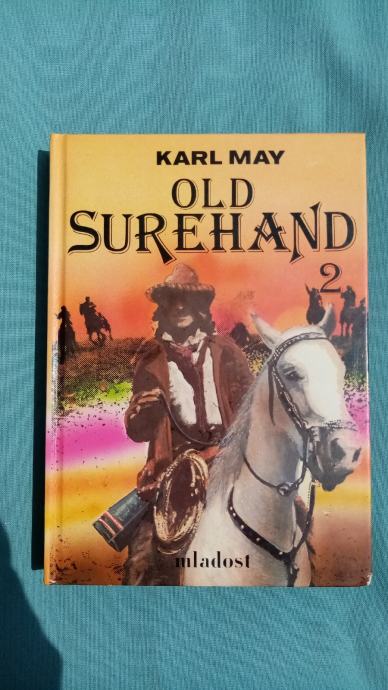 KARL MAY
OLD
SUREHAND
2
mladost